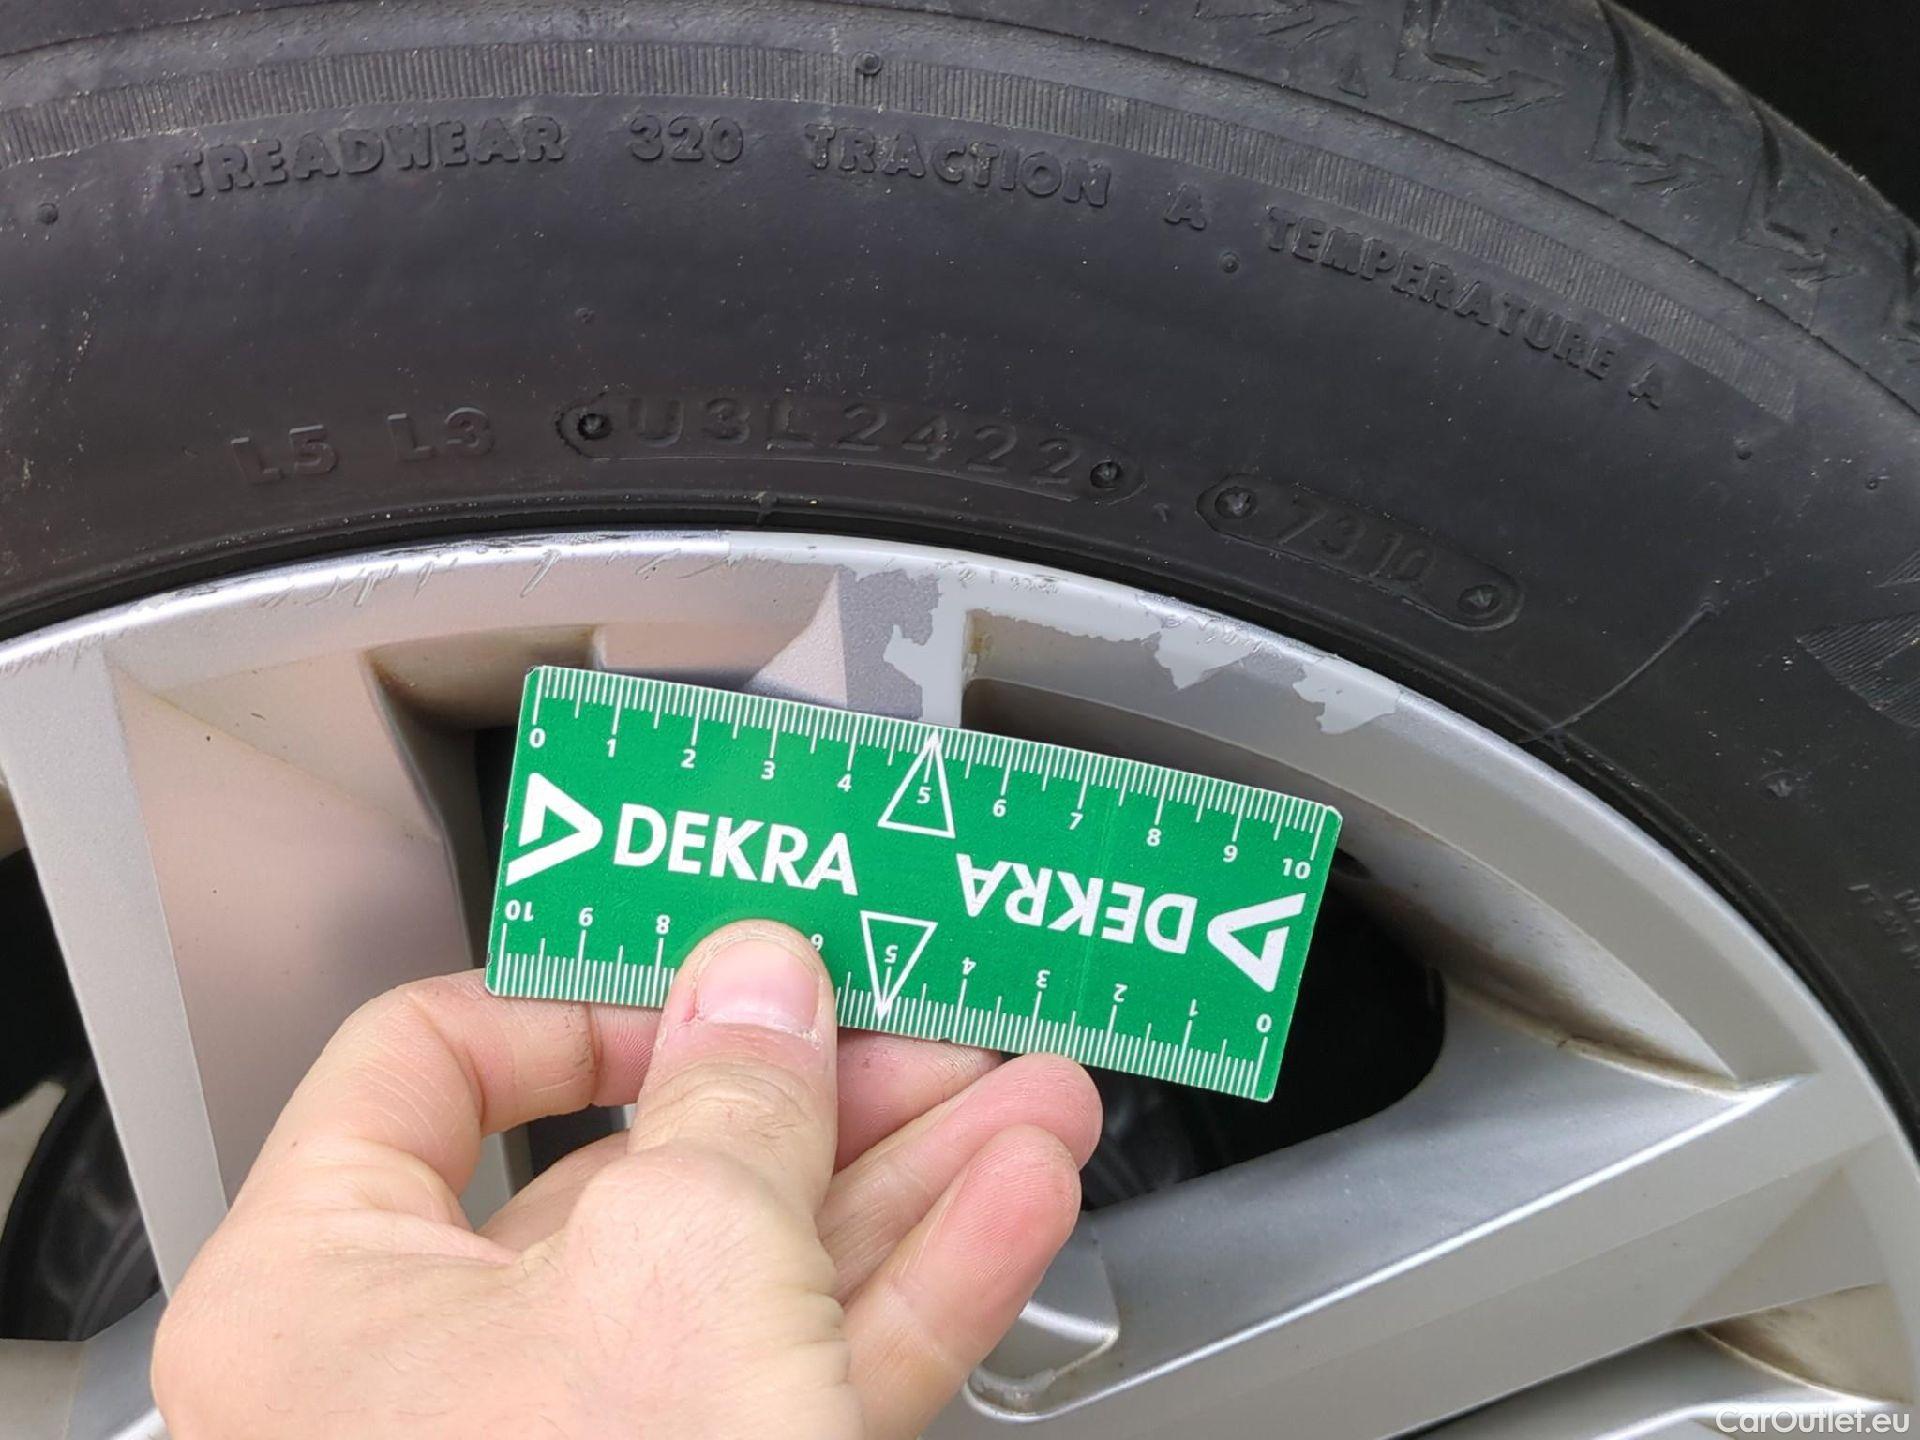 TREADWEAR 320 TRACTION A TEMPERATURE A
L5 L3 U3L2422 7310
0 1 2 3 4 5 6 7 8 9 10
DEKRA
DEKRA
10 9 8 6 5 4 3 2 1 0
CarOutlet.eu